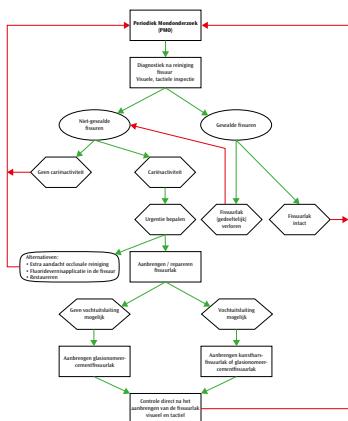 Periodiek Mondonderzoek
(PMO)
Diagnostiek na reiniging
fissuur
Visuele, tactiele inspectie
Niet-gesealde
fissuren
Gesealde fissuren
Geen cariësactiviteit
Cariësactiviteit
Urgentie bepalen
Fissuurlak
(gedeeltelijk)
verloren
Fissuurlak
intact
Alternatieven:
• Extra aandacht occlusale reiniging
• Fluoridevernisapplicatie in de fissuur
• Restaureren
Aanbrengen / repareren
fissuurlak
Geen vochtuitsluiting
mogelijk
Vochtuitsluiting
mogelijk
Aanbrengen glasionomeer-
cementfissuurlak
Aanbrengen kunsthars-
fissuurlak of glasionomeer-
cementfissuurlak
Controle direct na het
aanbrengen van de fissuurlak
visueel en tactiel